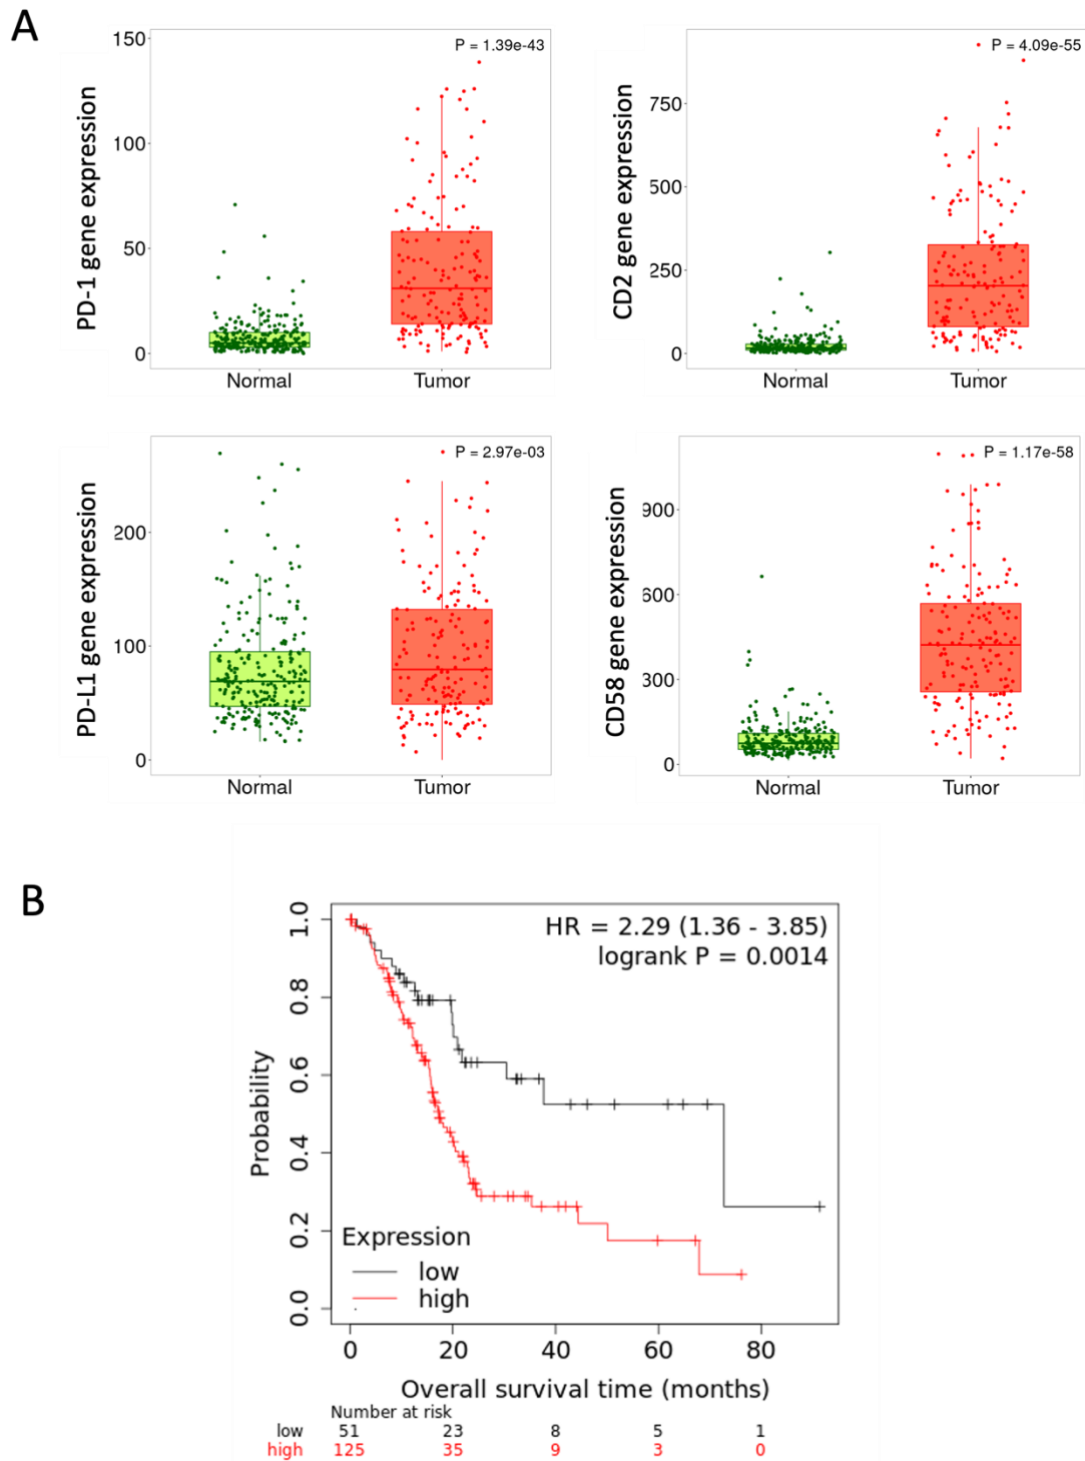 A
PD-1 gene expression
150
100
50
0
P = 1.39e-43
Normal
Tumor
CD2 gene expression
750
500
250
0
P = 4.09e-55
Normal
Tumor
PD-L1 gene expression
200
100
0
P = 2.97e-03
Normal
Tumor
CD58 gene expression
900
600
300
0
P = 1.17e-58
Normal
Tumor
B
Probability
1.0
0.8
0.6
0.4
0.2
0.0
HR = 2.29 (1.36 - 3.85)
logrank P = 0.0014
Expression
low
high
0 20 40 60 80
Overall survival time (months)
Number at risk
low 51 23 8 5 1
high 125 35 9 3 0